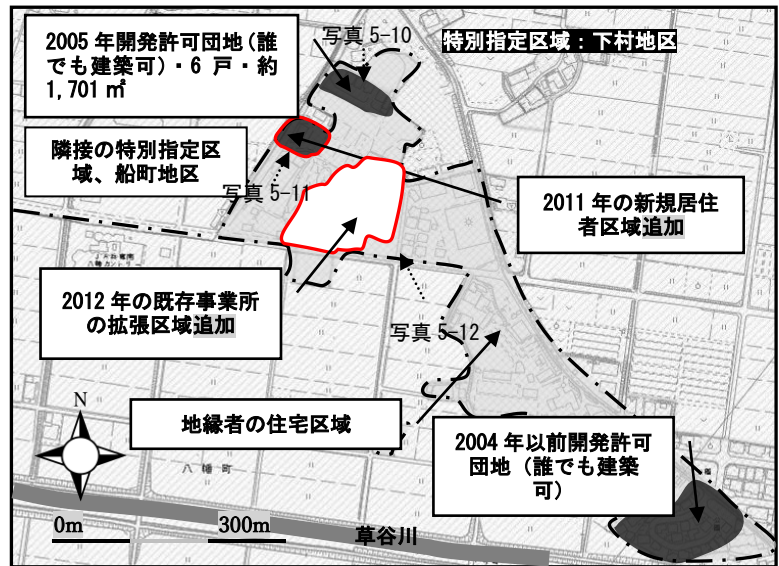 2005 年開発許可団地（誰
でも建築可）・6 戸・約
1,701 ㎡
写真 5-10
特別指定区域：下村地区
隣接の特別指定区
域、船町地区
写真 5-11
2011 年の新規居住
者区域追加
2012 年の既存事業所
の拡張区域追加
写真 5-12
地縁者の住宅区域
2004 年以前開発許可
団地（誰でも建築
可）
N
八幡町
0m
300m
草谷川